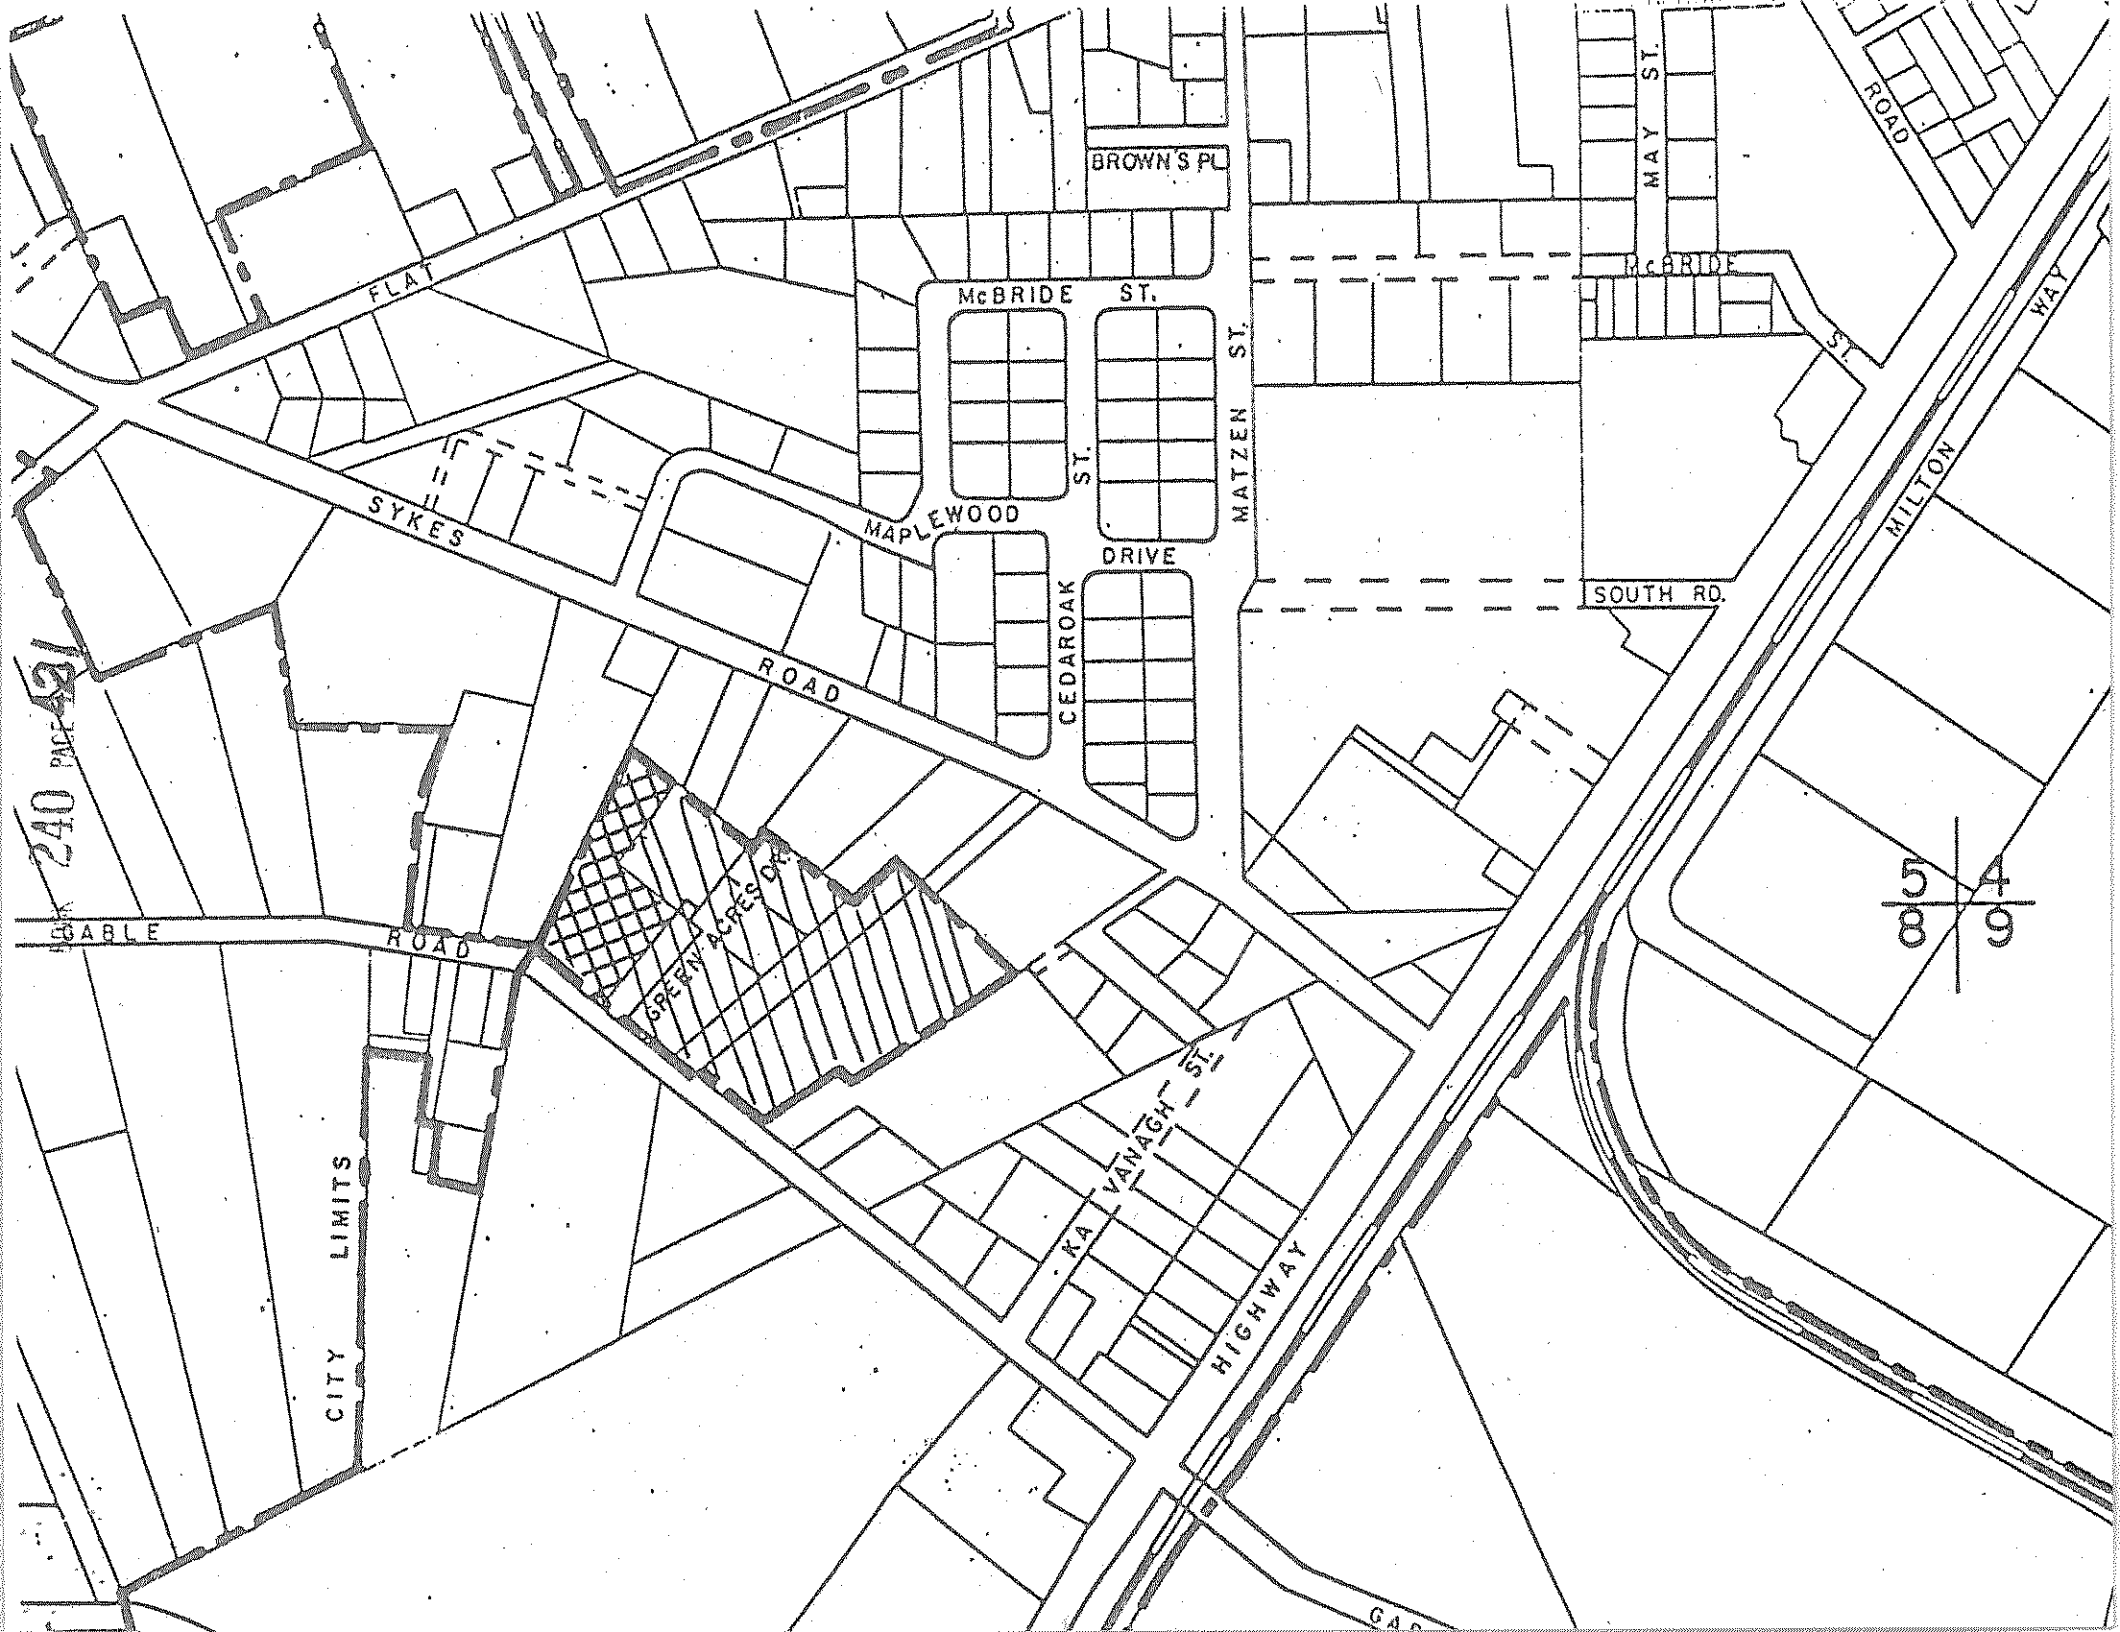 MAY ST.
ROAD
BROWN'S PL
McBRIDE ST.
FLAT
McBRIDE ST.
WAY
MATZEN ST.
ST.
MILTON
SYKES
MAPLEWOOD
DRIVE
SOUTH RD.
CEDAROAK
ROAD
240 PAGE 421
GREEN ACRES DR.
5 4
8 9
GABLE ROAD
KAVANAGH ST.
CITY LIMITS
HIGHWAY